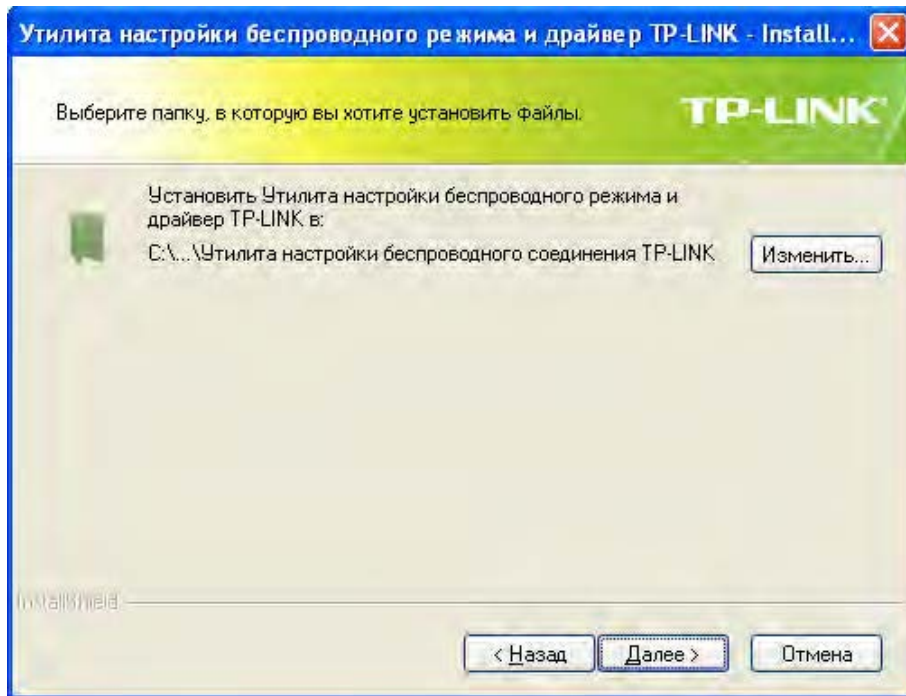 Утилита настройки беспроводного режима и драйвер TP-LINK - Install...
Выберите папку, в которую вы хотите установить файлы.
TP-LINK
Установить Утилита настройки беспроводного режима и
драйвер TP-LINK в:
C:\...\Утилита настройки беспроводного соединения TP-LINK
Изменить...
InstallShield
< Назад
Далее >
Отмена